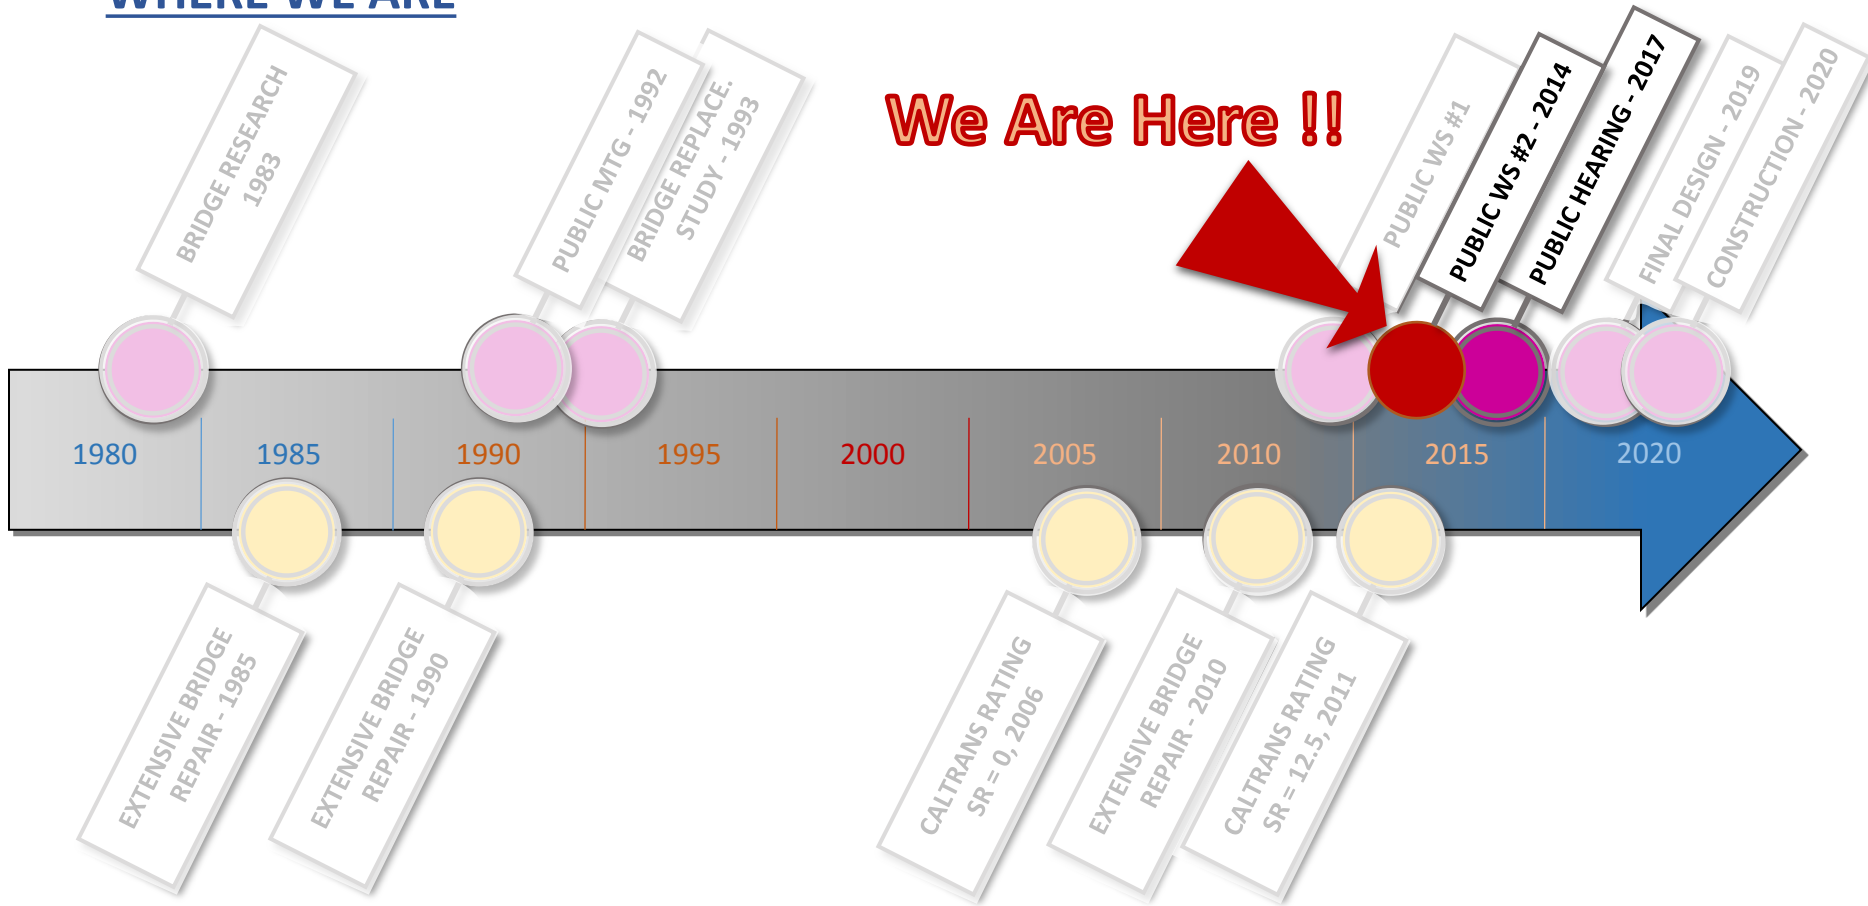 WHERE WE ARE
BRIDGE RESEARCH
1983
PUBLIC MTG - 1992
BRIDGE REPLACE.
STUDY - 1993
We Are Here !!
PUBLIC WS #1
PUBLIC WS #2 - 2014
PUBLIC HEARING - 2017
FINAL DESIGN - 2019
CONSTRUCTION - 2020
1980
1985
1990
1995
2000
2005
2010
2015
2020
EXTENSIVE BRIDGE
REPAIR - 1985
EXTENSIVE BRIDGE
REPAIR - 1990
CALTRANS RATING
SR = 0, 2006
EXTENSIVE BRIDGE
REPAIR - 2010
CALTRANS RATING
SR = 12.5, 2011